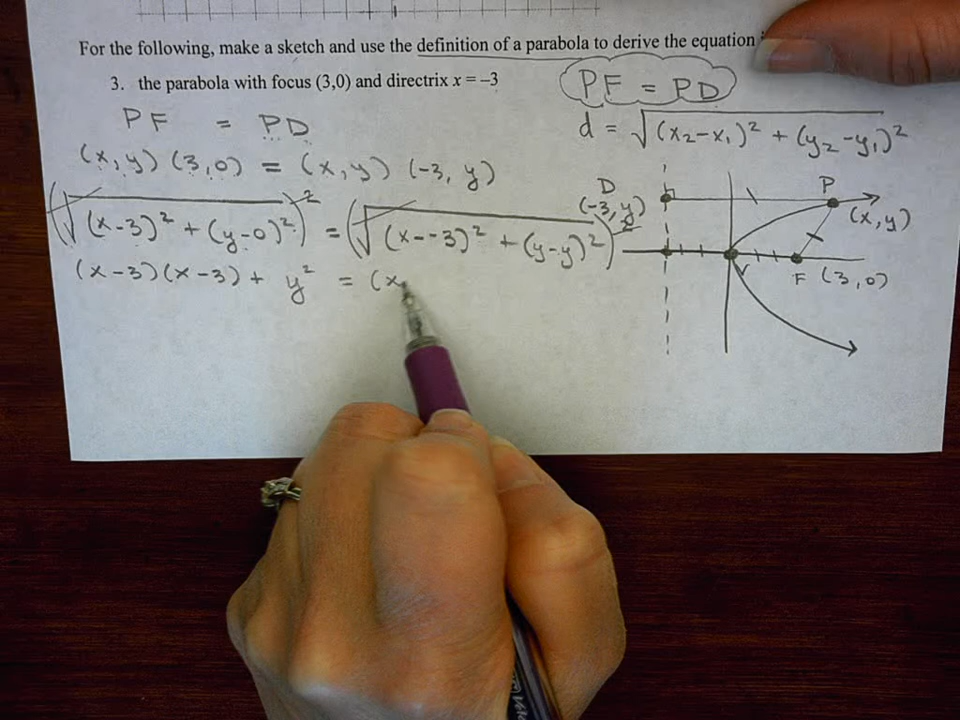 For the following, make a sketch and use the definition of a parabola to derive the equation
3. the parabola with focus (3,0) and directrix x = –3
PF = PD
PF = PD
d = √(x₂-x₁)² + (y₂-y₁)²
(x,y) (3,0) = (x,y) (-3,y)
(√(x-3)² + (y-0)²)² = (√(x--3)² + (y-y)²)²
(x-3)(x-3) + y² = (x
D
(-3,y)
P
(x,y)
V
F (3,0)